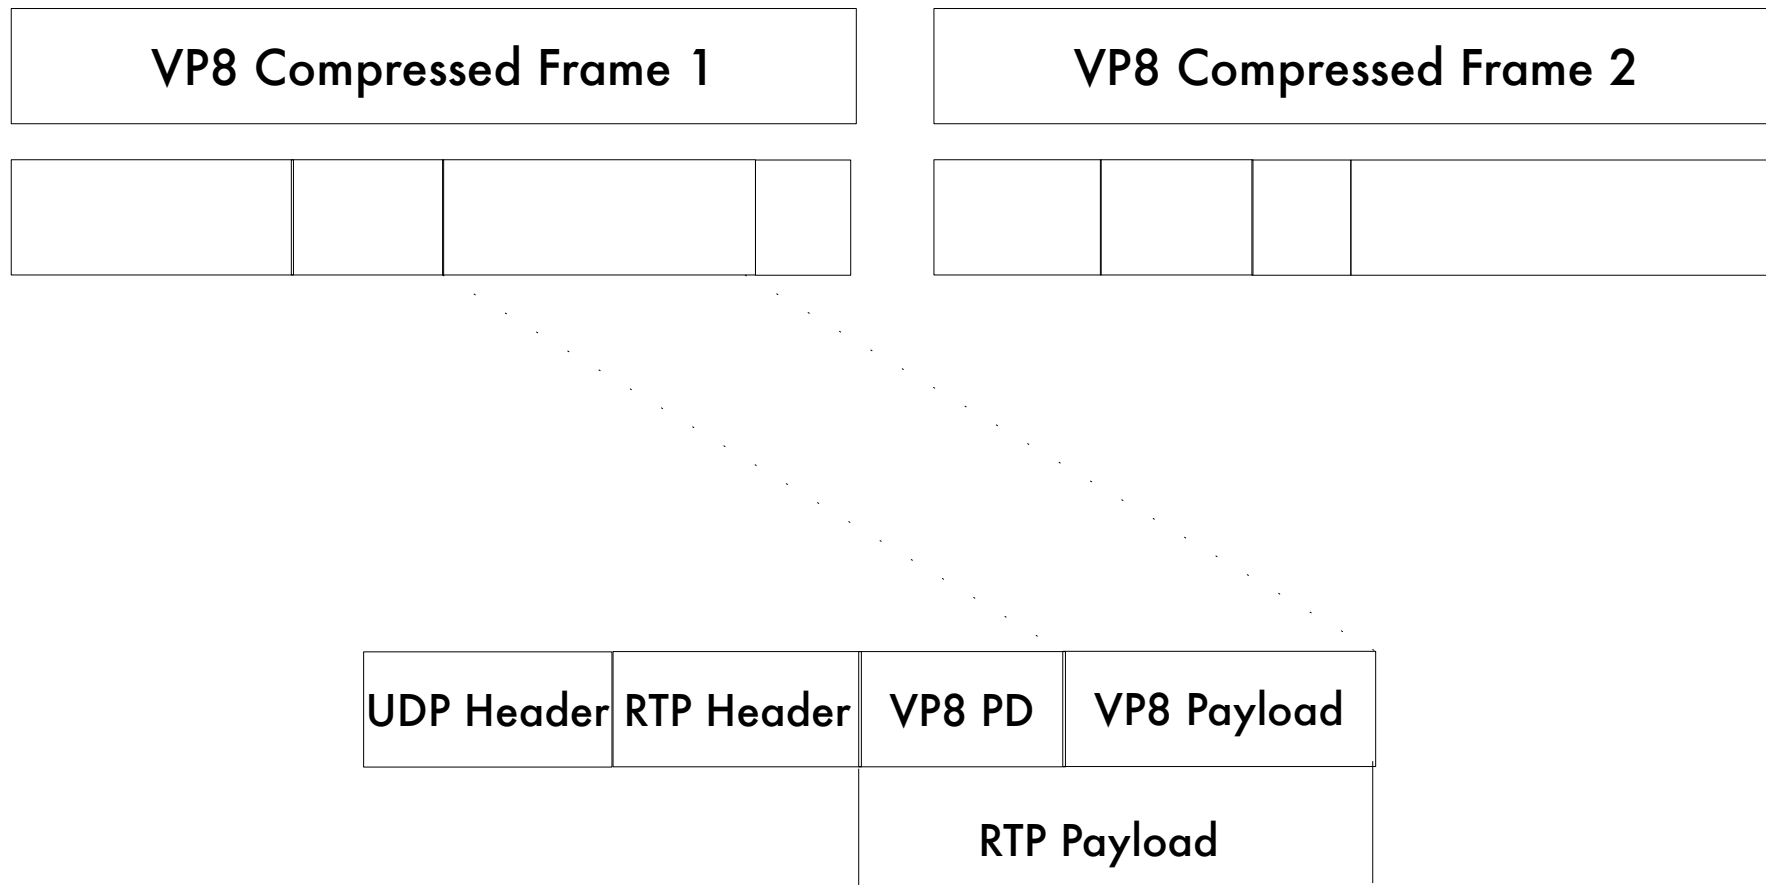 VP8 Compressed Frame 1
VP8 Compressed Frame 2
UDP Header
RTP Header
VP8 PD
VP8 Payload
RTP Payload